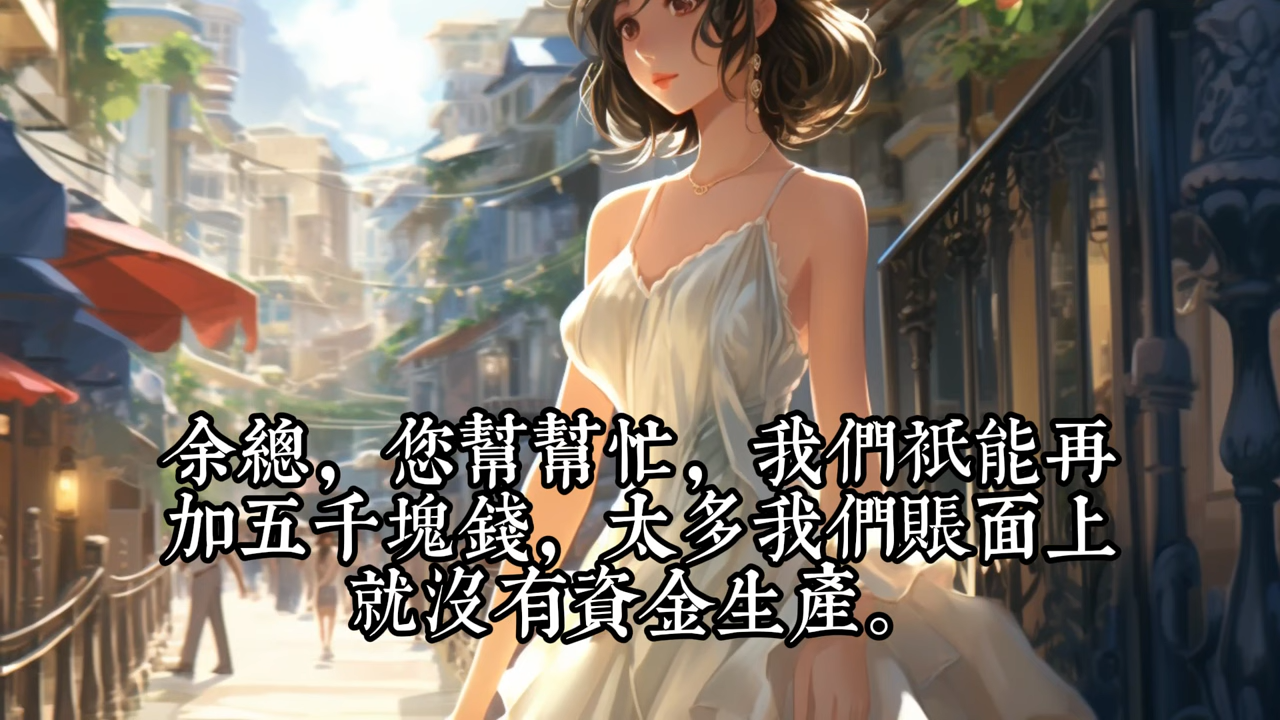 余總，您幫幫忙，我們祇能再
加五千塊錢，太多我們賬面上
就沒有資金生產。